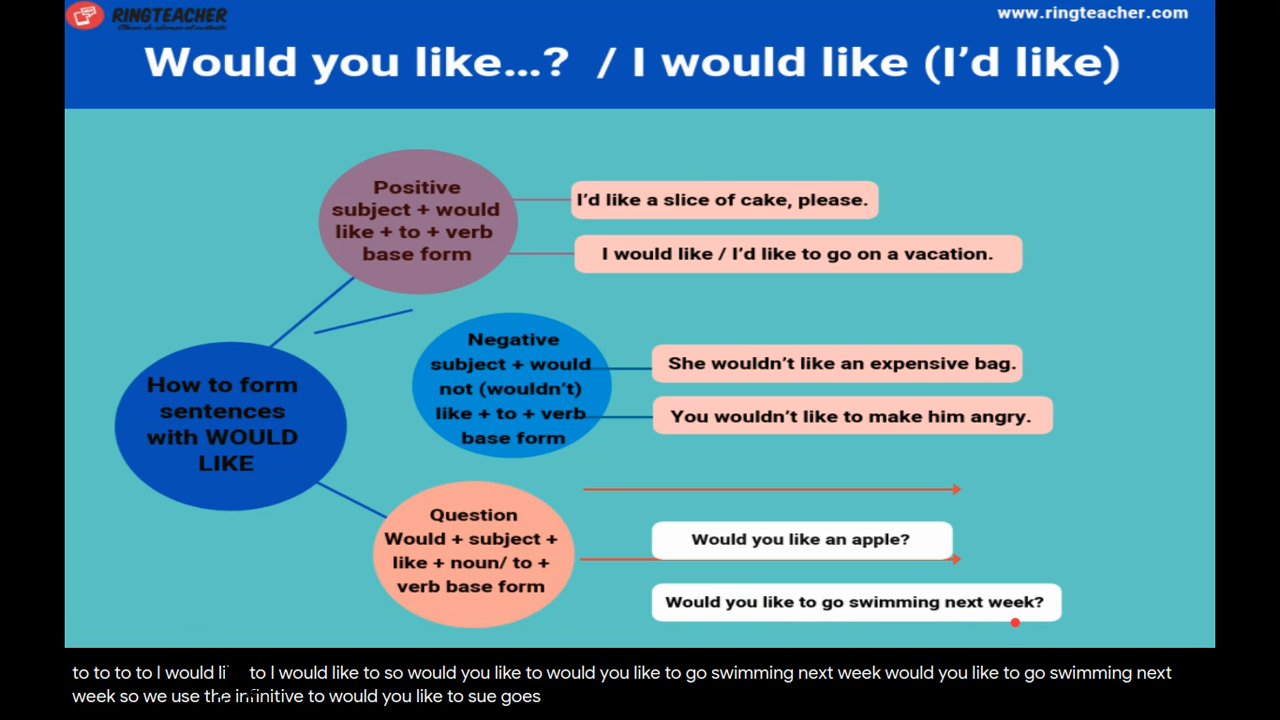 RINGTEACHER
www.ringteacher.com
Would you like...? / I would like (I'd like)
Positive
subject + would
like + to + verb
base form
I'd like a slice of cake, please.
I would like / I'd like to go on a vacation.
How to form
sentences
with WOULD
LIKE
Negative
subject + would
not (wouldn't)
like + to + verb
base form
She wouldn't like an expensive bag.
You wouldn't like to make him angry.
Question
Would + subject +
like + noun/ to +
verb base form
Would you like an apple?
Would you like to go swimming next week?
to to to to I would li to I would like to so would you like to would you like to go swimming next week would you like to go swimming next
week so we use the infinitive to would you like to sue goes